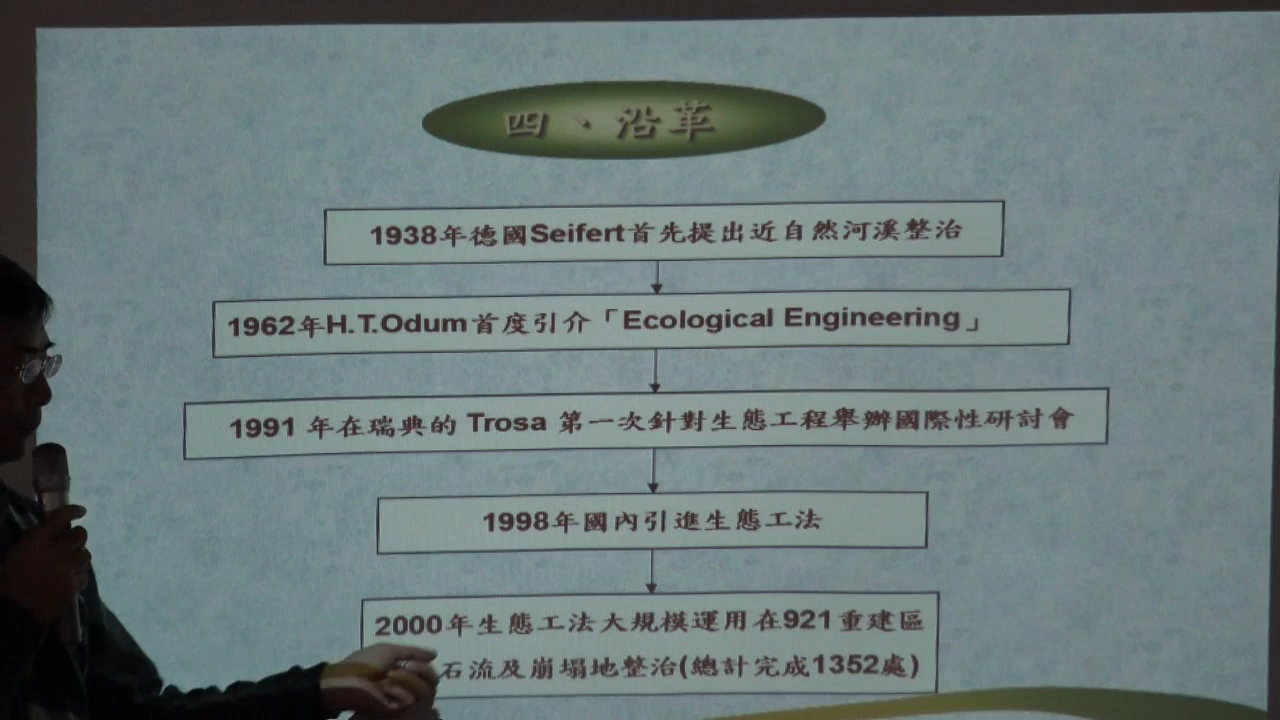 四、沿革
1938年德國Seifert首先提出近自然河溪整治
1962年H.T.Odum首度引介「Ecological Engineering」
1991 年在瑞典的 Trosa 第一次針對生態工程舉辦國際性研討會
1998年國內引進生態工法
2000年生態工法大規模運用在921重建區
石流及崩塌地整治(總計完成1352處)